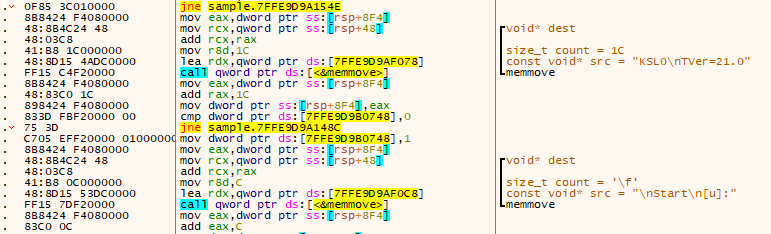 0F85 3C010000 jne sample.7FFE9D9A154E
8B8424 F4080000 mov eax,dword ptr ss:[rsp+8F4]
48:8B4C24 48 mov rcx,qword ptr ss:[rsp+48] void* dest
48:03C8 add rcx,rax
41:B8 1C000000 mov r8d,1C size_t count = 1C
48:8D15 4ADC0000 lea rdx,qword ptr ds:[7FFE9D9AF078] const void* src = "KSL0\nTVer=21.0"
FF15 C4F20000 call qword ptr ds:[<&memmove>] memmove
8B8424 F4080000 mov eax,dword ptr ss:[rsp+8F4]
48:83C0 1C add rax,1C
898424 F4080000 mov dword ptr ss:[rsp+8F4],eax
833D FBF20000 00 cmp dword ptr ds:[7FFE9D9B0748],0
75 3D jne sample.7FFE9D9A148C
C705 EFF20000 01000000 mov dword ptr ds:[7FFE9D9B0748],1
8B8424 F4080000 mov eax,dword ptr ss:[rsp+8F4]
48:8B4C24 48 mov rcx,qword ptr ss:[rsp+48] void* dest
48:03C8 add rcx,rax
41:B8 0C000000 mov r8d,C size_t count = '\f'
48:8D15 53DC0000 lea rdx,qword ptr ds:[7FFE9D9AF0C8] const void* src = "\nStart\n[u]:"
FF15 7DF20000 call qword ptr ds:[<&memmove>] memmove
8B8424 F4080000 mov eax,dword ptr ss:[rsp+8F4]
83C0 0C add eax,C